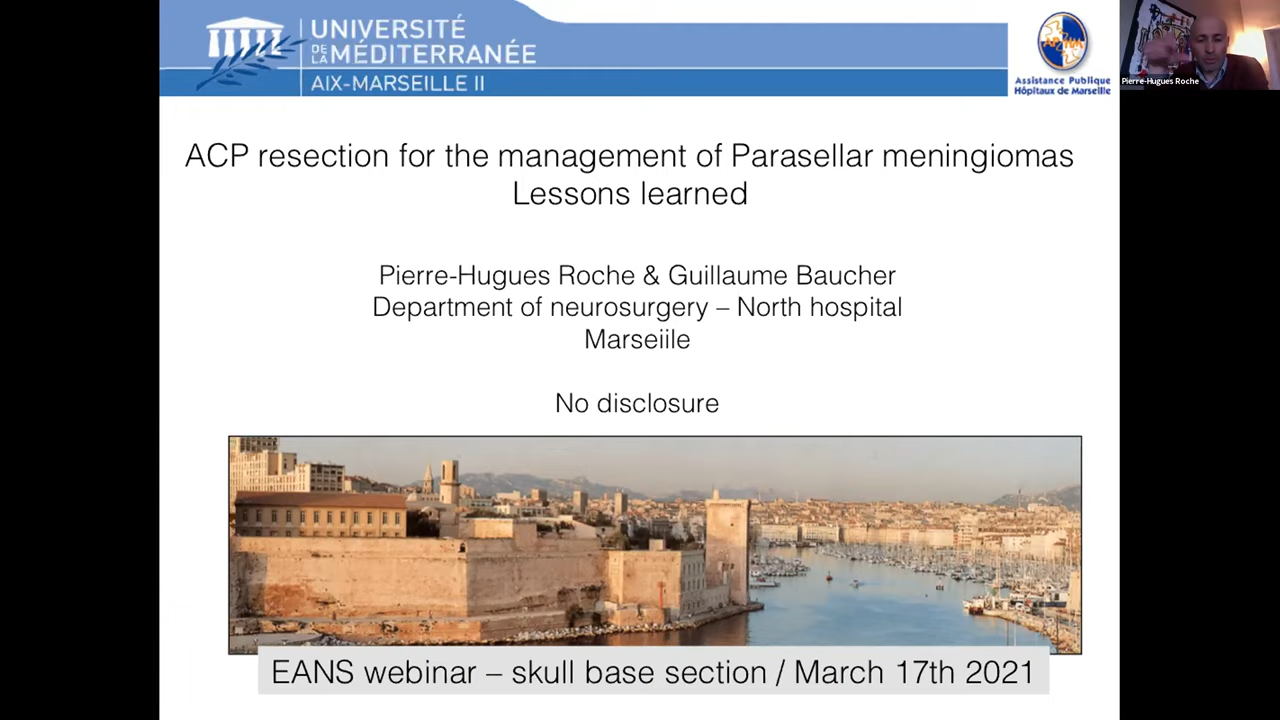 UNIVERSITÉ
DE LA MÉDITERRANÉE
AIX-MARSEILLE II
Assistance Publique
Hôpitaux de Marseille
Pierre-Hugues Roche
ACP resection for the management of Parasellar meningiomas
Lessons learned
Pierre-Hugues Roche & Guillaume Baucher
Department of neurosurgery – North hospital
Marseiile
No disclosure
EANS webinar – skull base section / March 17th 2021